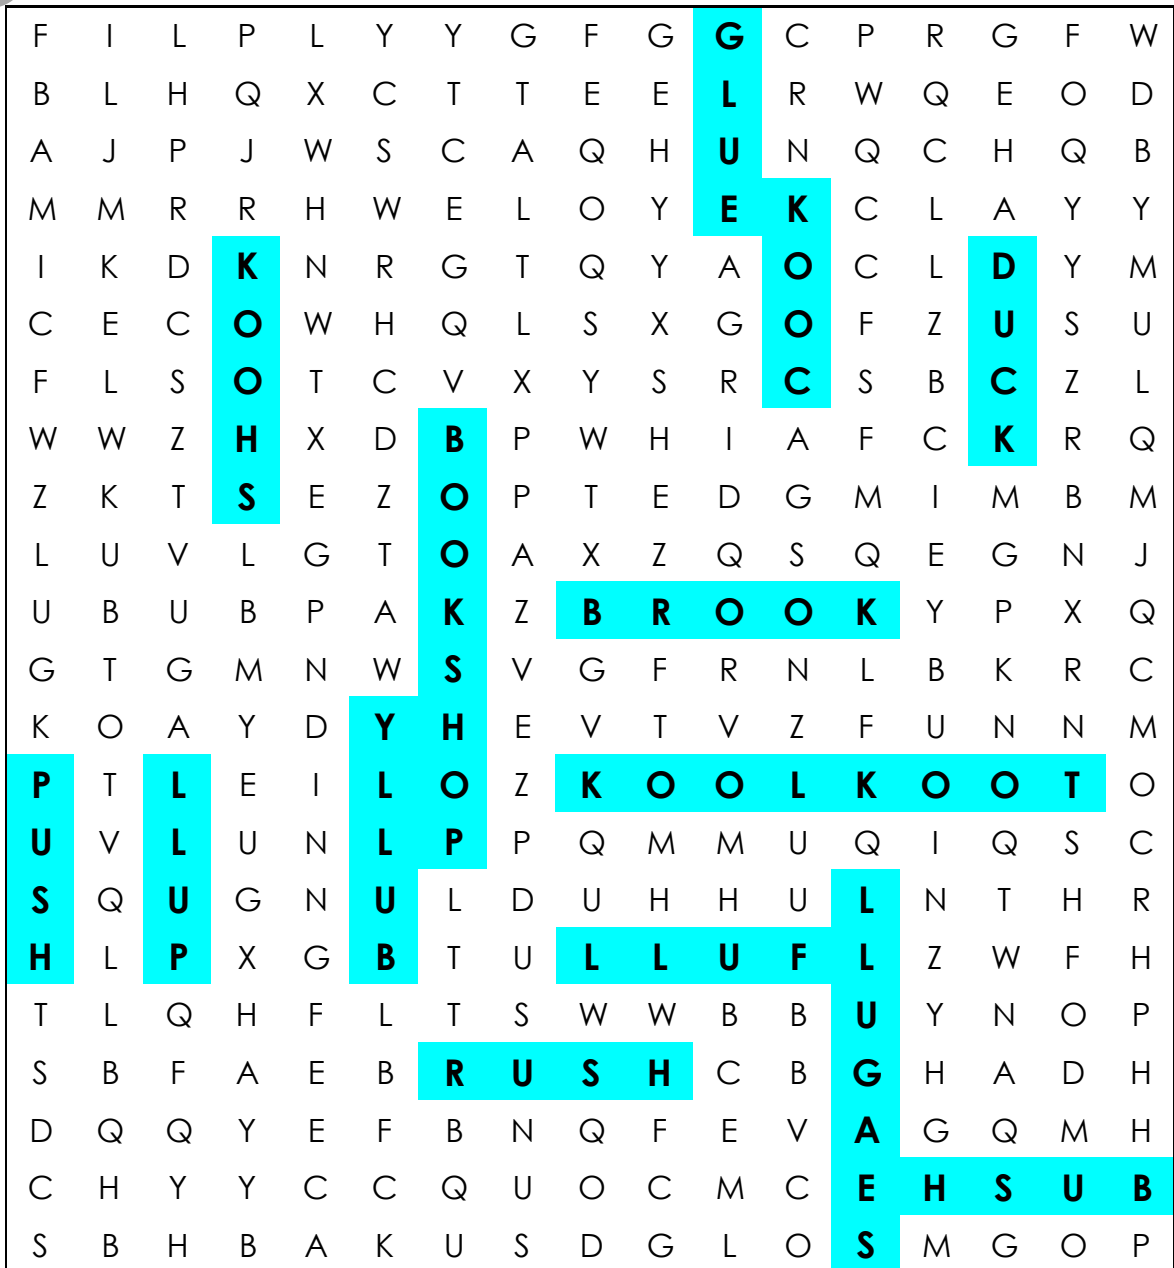 F I L P L Y Y G F G G C P R G F W
B L H Q X C T T E E L R W Q E O D
A J P J W S C A Q H U N Q C H Q B
M M R R H W E L O Y E K C L A Y Y
I K D K N R G T Q Y A O C L D Y M
C E C O W H Q L S X G O F Z U S U
F L S O T C V X Y S R C S B C Z L
W W Z H X D B P W H I A F C K R Q
Z K T S E Z O P T E D G M I M B M
L U V L G T O A X Z Q S Q E G N J
U B U B P A K Z B R O O K Y P X Q
G T G M N W S V G F R N L B K R C
K O A Y D Y H E V T V Z F U N N M
P T L E I L O Z K O O L K O O T O
U V L U N L P P Q M M U Q I Q S C
S Q U G N U L D U H H U L N T H R
H L P X G B T U L L U F L Z W F H
T L Q H F L T S W W B B U Y N O P
S B F A E B R U S H C B G H A D H
D Q Q Y E F B N Q F E V A G Q M H
C H Y Y C C Q U O C M C E H S U B
S B H B A K U S D G L O S M G O P